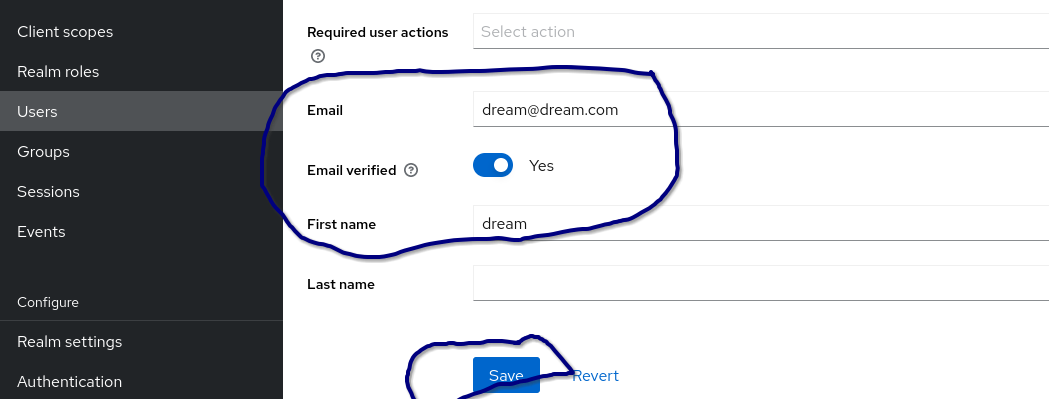 Client scopes
Realm roles
Users
Groups
Sessions
Events
Configure
Realm settings
Authentication
Required user actions
Select action
Email
dream@dream.com
Email verified
Yes
First name
dream
Last name
Save
Revert